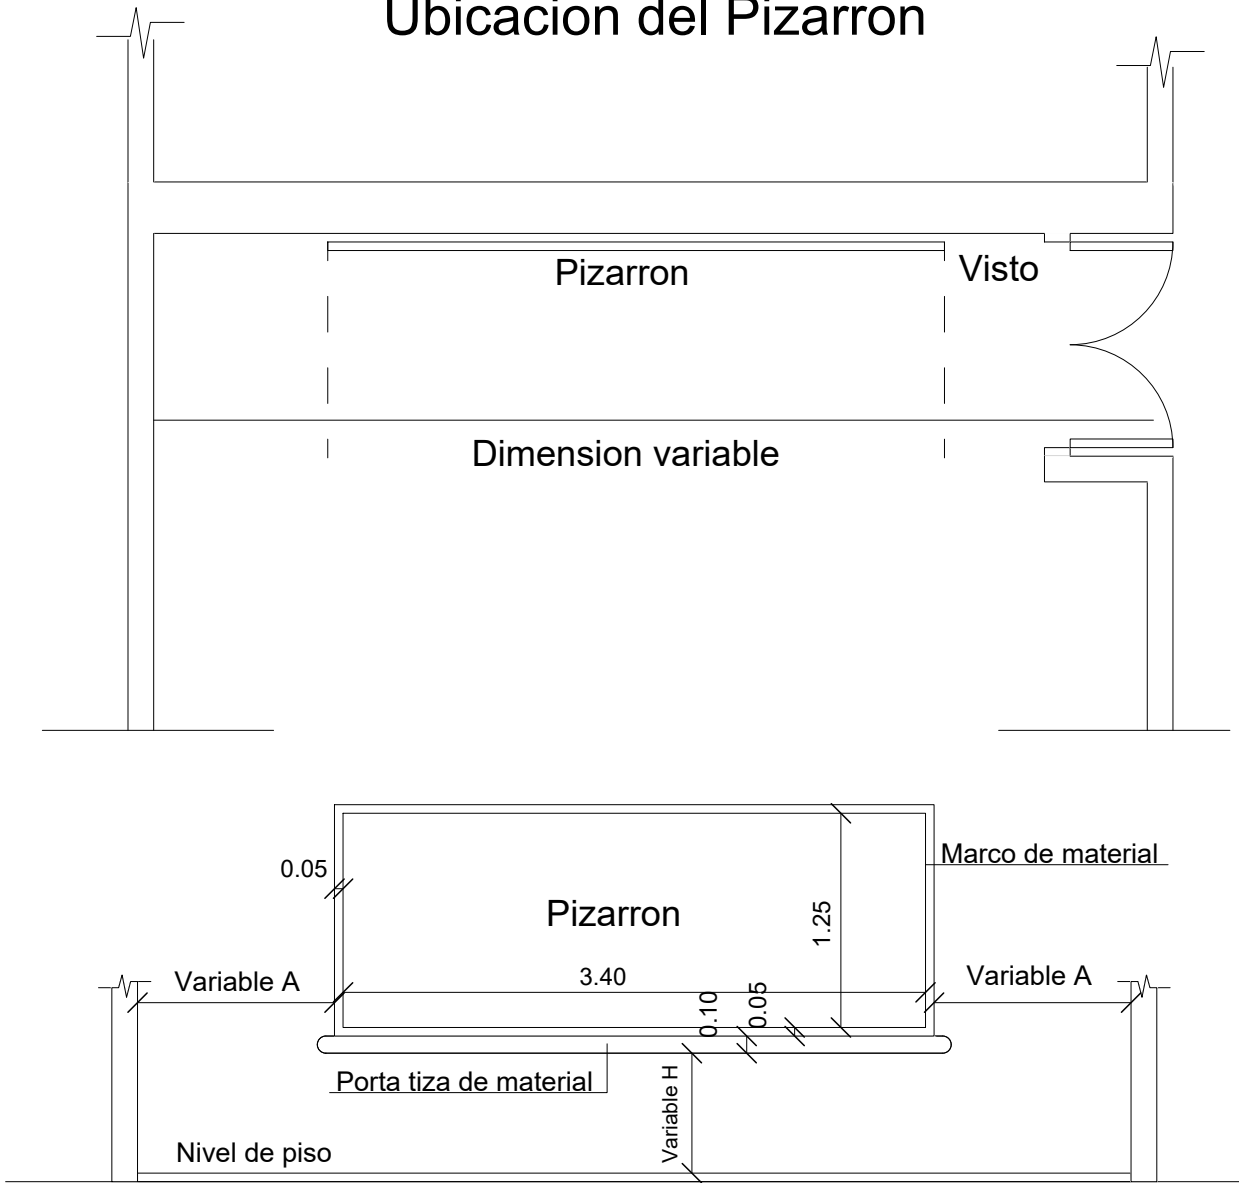 Ubicacion del Pizarron
Pizarron
Visto
Dimension variable
0.05
Marco de material
Pizarron
1.25
Variable A
3.40
Variable A
0.10
0.05
Porta tiza de material
Variable H
Nivel de piso